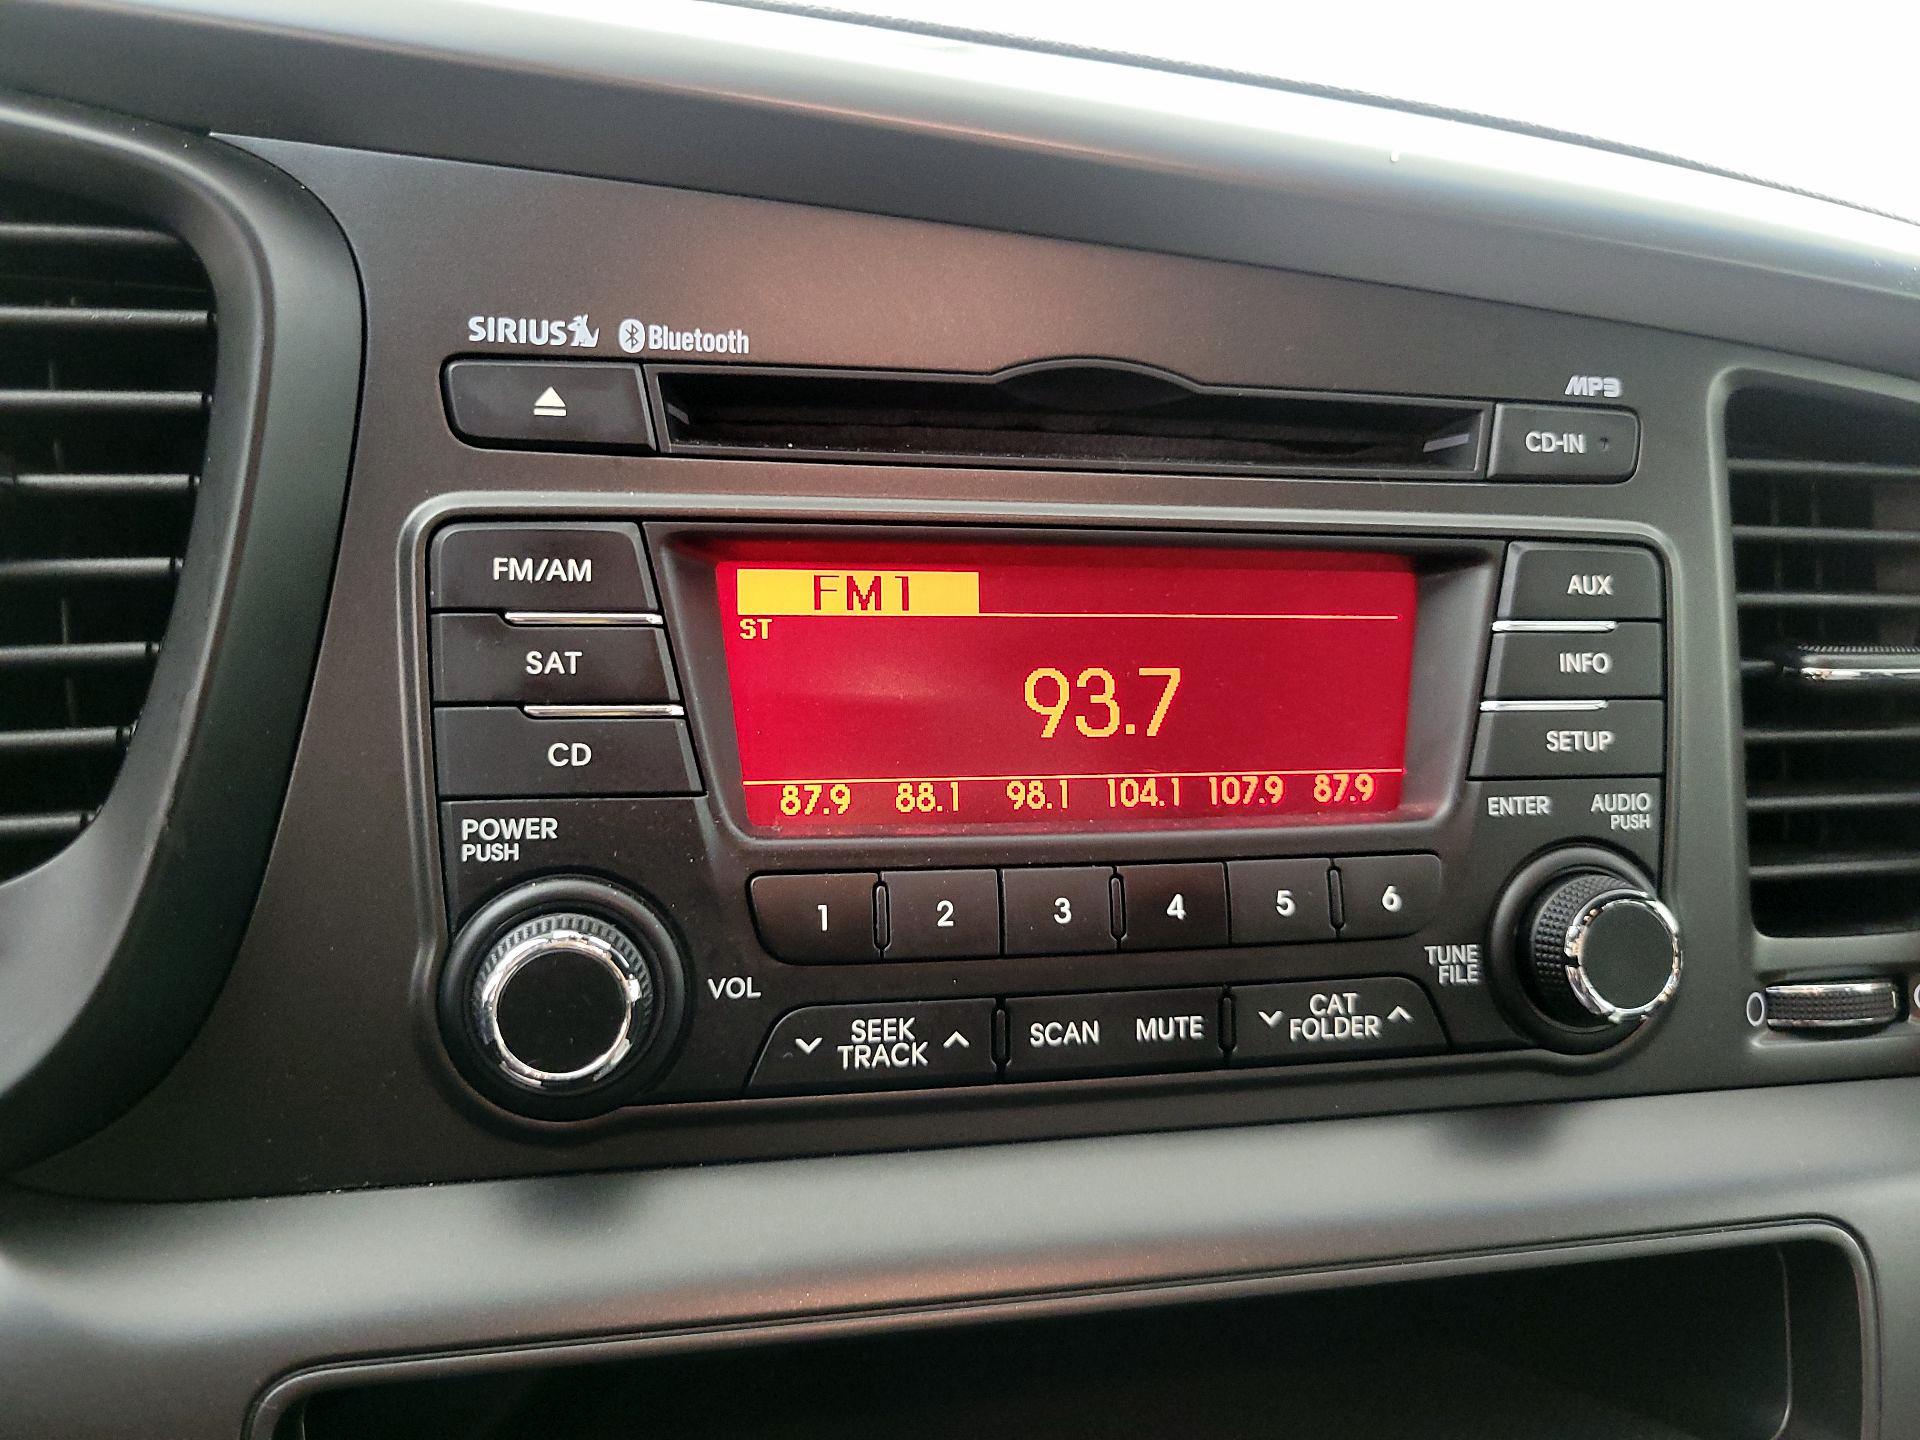 SIRIUS Bluetooth
MP3
CD-IN
FM/AM
SAT
CD
FM1
ST
93.7
87.9 88.1 98.1 104.1 107.9 87.9
AUX
INFO
SETUP
POWER
PUSH
VOL
ENTER
AUDIO
PUSH
1 2 3 4 5 6
TUNE
FILE
SEEK
TRACK
SCAN MUTE
CAT
FOLDER